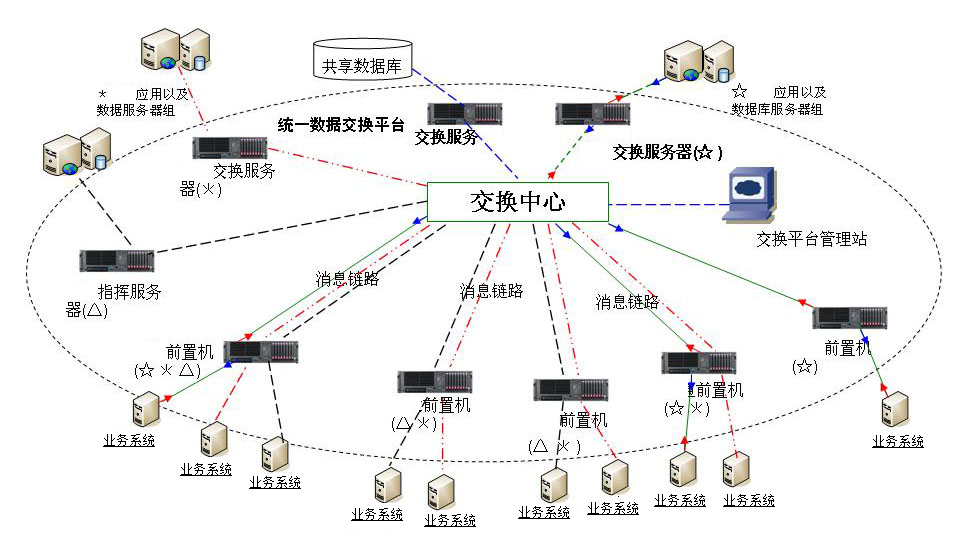 共享数据库
* 应用以及
数据服务器组
☆ 应用以及
数据库服务器组
统一数据交换平台
交换服务
交换服务器(☆)
交换服务
器(*)
交换中心
交换平台管理站
指挥服务
器(△)
消息链路
消息链路
消息链路
前置机
(☆*△)
前置机
(△*)
前置机
(△ *)
前置机
(☆*)
前置机
(☆)
业务系统
业务系统
业务系统
业务系统
业务系统
业务系统
业务系统
业务系统
业务系统
业务系统